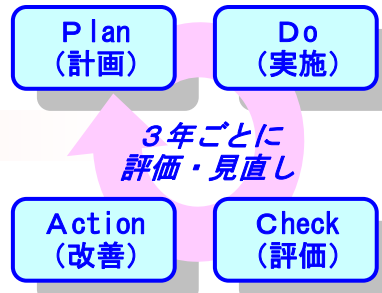 Ｐlan
（計画）
Ｄo
（実施）
３年ごとに
評価・見直し
Ａction
（改善）
Ｃheck
（評価）